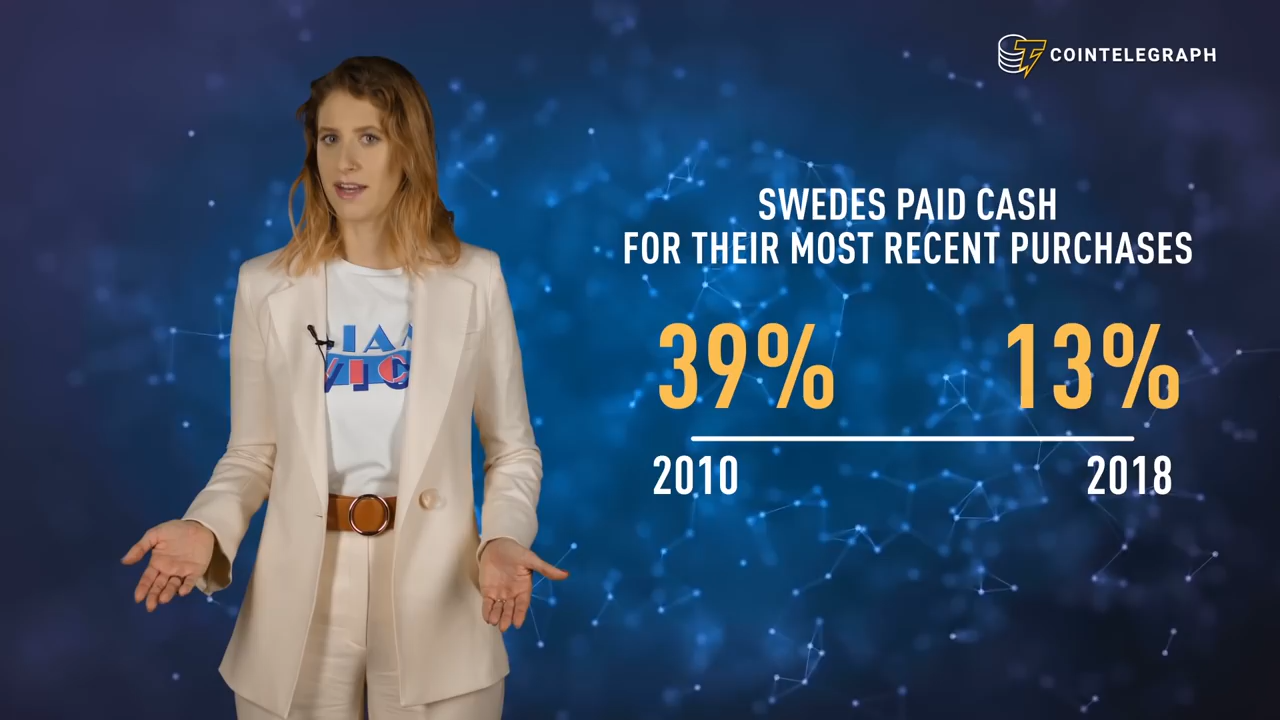 COINTELEGRAPH
SWEDES PAID CASH
FOR THEIR MOST RECENT PURCHASES
39% 13%
2010 2018